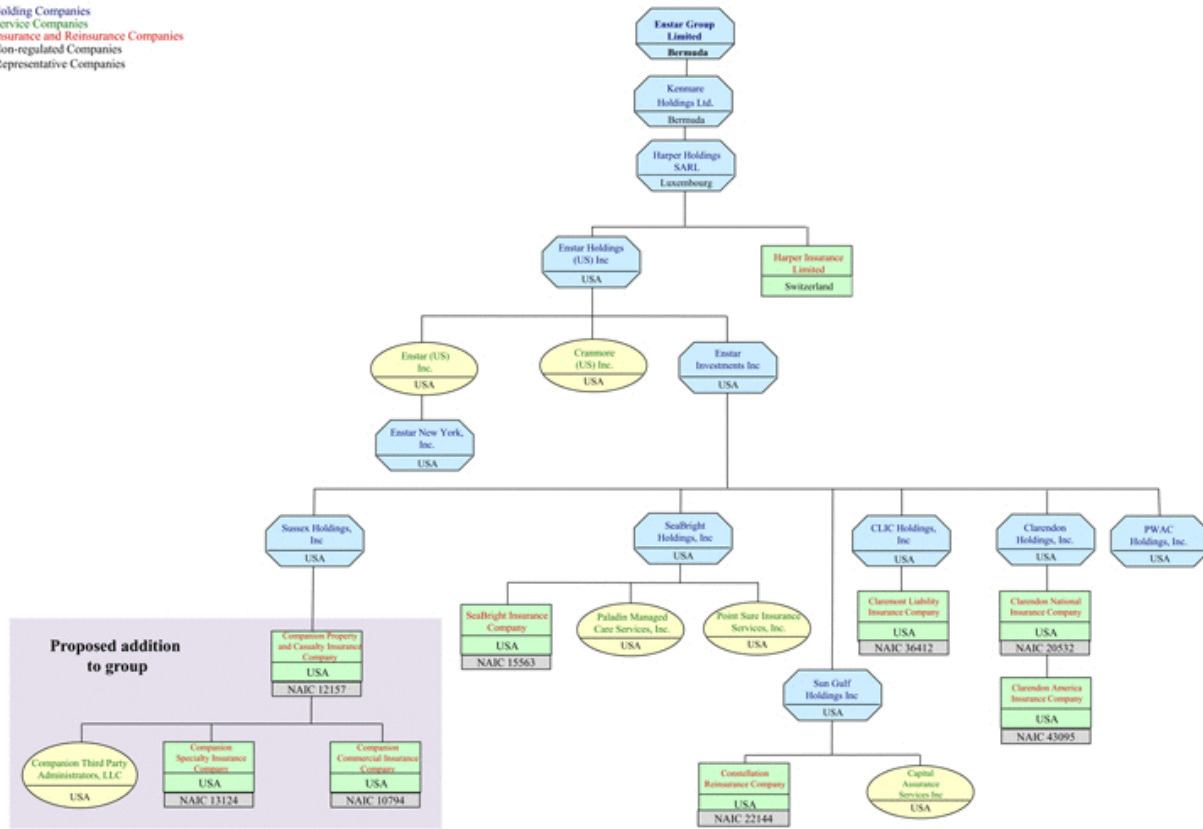 olding Companies
ervice Companies
nsurance and Reinsurance Companies
on-regulated Companies
epresentative Companies
Enstar Group
Limited
Bermuda
Kenmare
Holdings Ltd.
Bermuda
Harper Holdings
SARL
Luxembourg
Enstar Holdings
(US) Inc
USA
Harper Insurance
Limited
Switzerland
Enstar (US)
Inc.
USA
Cranmore
(US) Inc.
USA
Enstar
Investments Inc
USA
Enstar New York,
Inc.
USA
Sussex Holdings,
Inc
USA
SeaBright
Holdings, Inc
USA
CLIC Holdings,
Inc
USA
Clarendon
Holdings, Inc.
USA
PWAC
Holdings, Inc.
USA
Proposed addition
to group
Companion Property
and Casualty Insurance
Company
USA
NAIC 12157
SeaBright Insurance
Company
USA
NAIC 15563
Paladin Managed
Care Services, Inc.
USA
Point Sure Insurance
Services, Inc.
USA
Claremont Liability
Insurance Company
USA
NAIC 36412
Clarendon National
Insurance Company
USA
NAIC 20532
Sun Gulf
Holdings Inc
USA
Clarendon America
Insurance Company
USA
NAIC 43095
Companion Third Party
Administrators, LLC
USA
Companion
Specialty Insurance
Company
USA
NAIC 13124
Companion
Commercial Insurance
Company
USA
NAIC 10794
Constellation
Reinsurance Company
USA
NAIC 22144
Capital
Assurance
Services Inc
USA